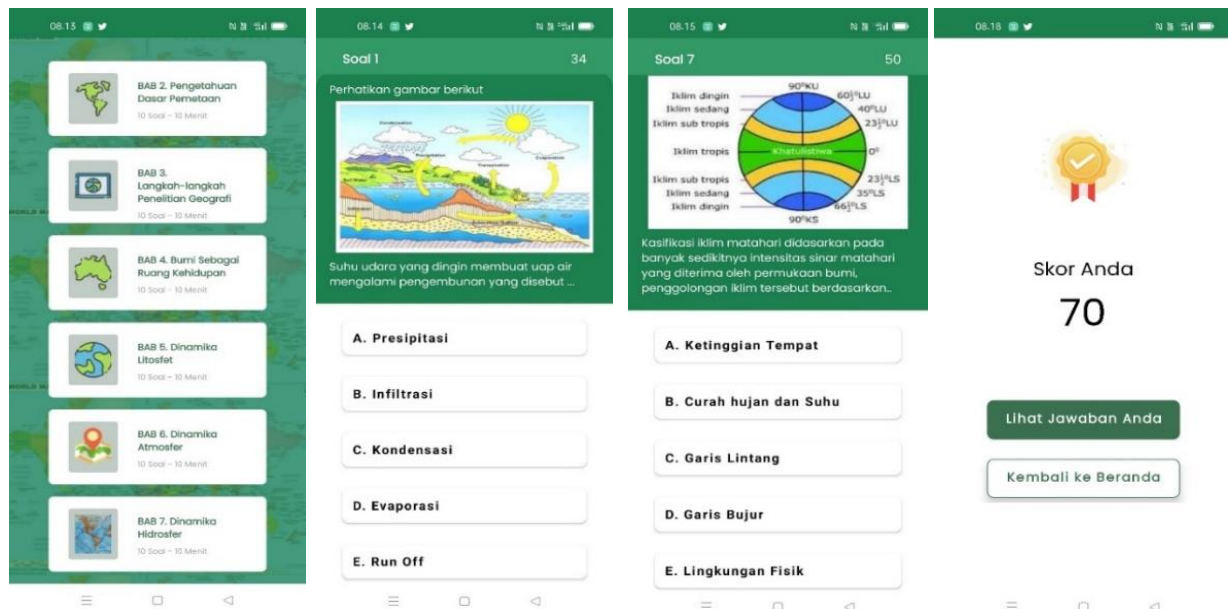 08.13
BAB 2. Pengetahuan
Dasar Pemetaan
10 Soal - 10 Menit
BAB 3.
Langkah-langkah
Penelitian Geografi
10 Soal - 10 Menit
BAB 4. Bumi Sebagai
Ruang Kehidupan
10 Soal - 10 Menit
BAB 5. Dinamika
Litosfet
10 Soal - 10 Menit
BAB 6. Dinamika
Atmosfer
10 Soal - 10 Menit
BAB 7. Dinamika
Hidrosfer
10 Soal - 10 Menit
08.14
Soal 1
34
Perhatikan gambar berikut
Condensation
Precipitation
Transpiration
Evaporation
Suhu udara yang dingin membuat uap air
mengalami pengembunan yang disebut ...
A. Presipitasi
B. Infiltrasi
C. Kondensasi
D. Evaporasi
E. Run Off
08.15
Soal 7
50
90°KU
Iklim dingin
60½°LU
Iklim sedang
40°LU
Iklim sub tropis
23½°LU
Iklim tropis
Khatulistiwa
0°
Iklim sub tropis
23½°LS
Iklim sedang
35°LS
Iklim dingin
66½°LS
90°KS
Kasifikasi iklim matahari didasarkan pada
banyak sedikitnya intensitas sinar matahari
yang diterima oleh permukaan bumi,
penggolongan iklim tersebut berdasarkan..
A. Ketinggian Tempat
B. Curah hujan dan Suhu
C. Garis Lintang
D. Garis Bujur
E. Lingkungan Fisik
08.18
Skor Anda
70
Lihat Jawaban Anda
Kembali ke Beranda